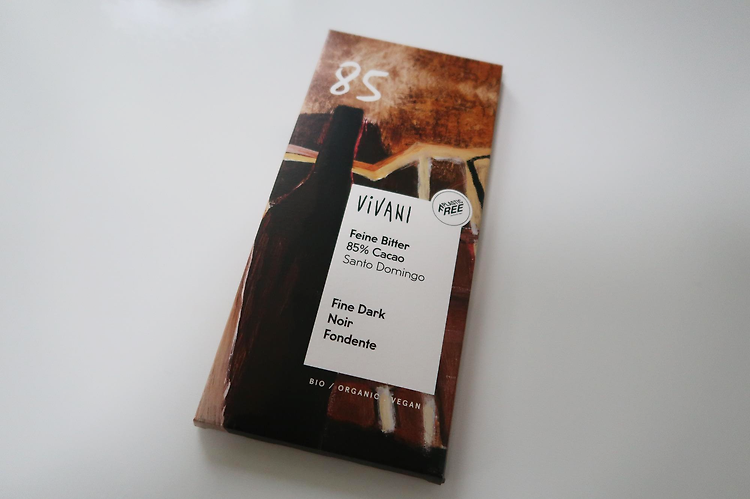 85
ViVANI
PLASTIC
FREE
Feine Bitter
85% Cacao
Santo Domingo
Fine Dark
Noir
Fondente
BIO / ORGANIC / VEGAN